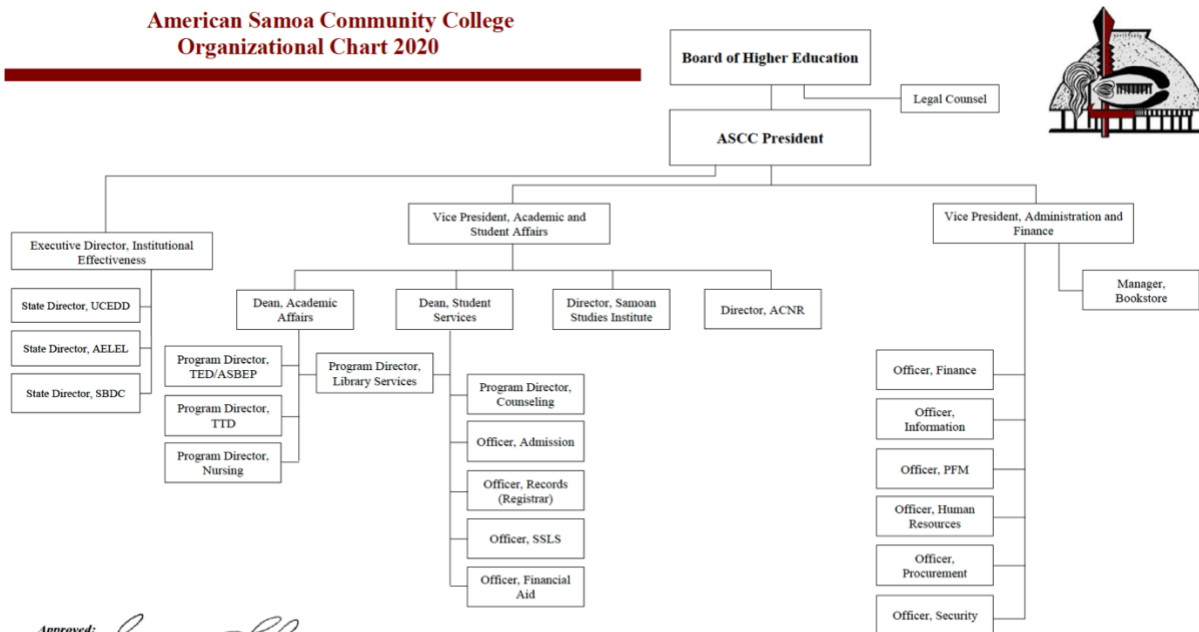 American Samoa Community College
Organizational Chart 2020
Board of Higher Education
Legal Counsel
ASCC President
Vice President, Academic and
Student Affairs
Vice President, Administration and
Finance
Executive Director, Institutional
Effectiveness
State Director, UCEDD
State Director, AELEL
State Director, SBDC
Dean, Academic
Affairs
Dean, Student
Services
Director, Samoan
Studies Institute
Director, ACNR
Manager,
Bookstore
Program Director,
TED/ASBEP
Program Director,
TTD
Program Director,
Nursing
Program Director,
Library Services
Program Director,
Counseling
Officer, Admission
Officer, Records
(Registrar)
Officer, SSLS
Officer, Financial
Aid
Officer, Finance
Officer,
Information
Officer, PFM
Officer, Human
Resources
Officer,
Procurement
Officer, Security
Approved: